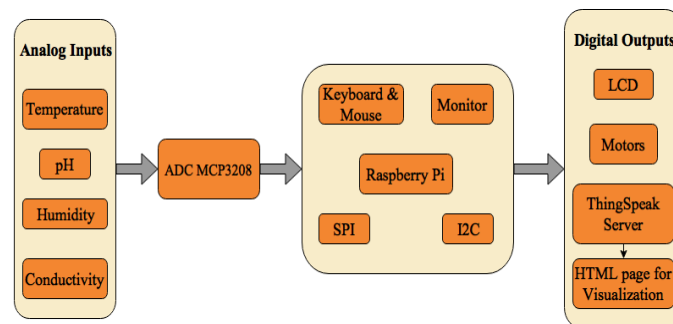 Analog Inputs
Temperature
pH
Humidity
Conductivity
ADC MCP3208
Keyboard &
Mouse
Monitor
Raspberry Pi
SPI
I2C
Digital Outputs
LCD
Motors
ThingSpeak
Server
HTML page for
Visualization